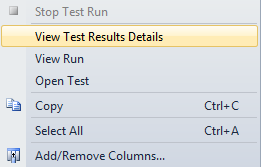 Stop Test Run
View Test Results Details
View Run
Open Test
Copy Ctrl+C
Select All Ctrl+A
Add/Remove Columns...